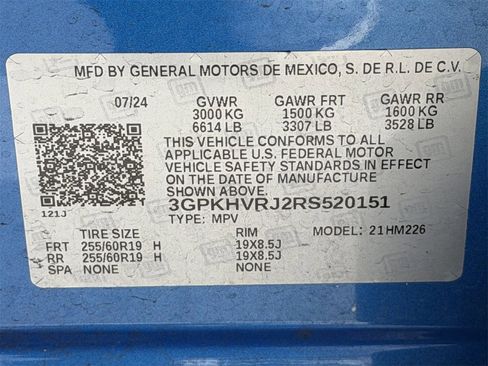 MFD BY GENERAL MOTORS DE MEXICO, S. DE R.L. DE C.V.
07/24 GVWR GAWR FRT GAWR RR
3000 KG 1500 KG 1600 KG
6614 LB 3307 LB 3528 LB
THIS VEHICLE CONFORMS TO ALL
APPLICABLE U.S. FEDERAL MOTOR
VEHICLE SAFETY STANDARDS IN EFFECT
ON THE DATE OF MANUFACTURE
SHOWN ABOVE.
121J 3GPKHVRJ2RS520151
TYPE: MPV
TIRE SIZE RIM MODEL: 21HM226
FRT 255/60R19 H 19X8.5J
RR 255/60R19 H 19X8.5J
SPA NONE NONE